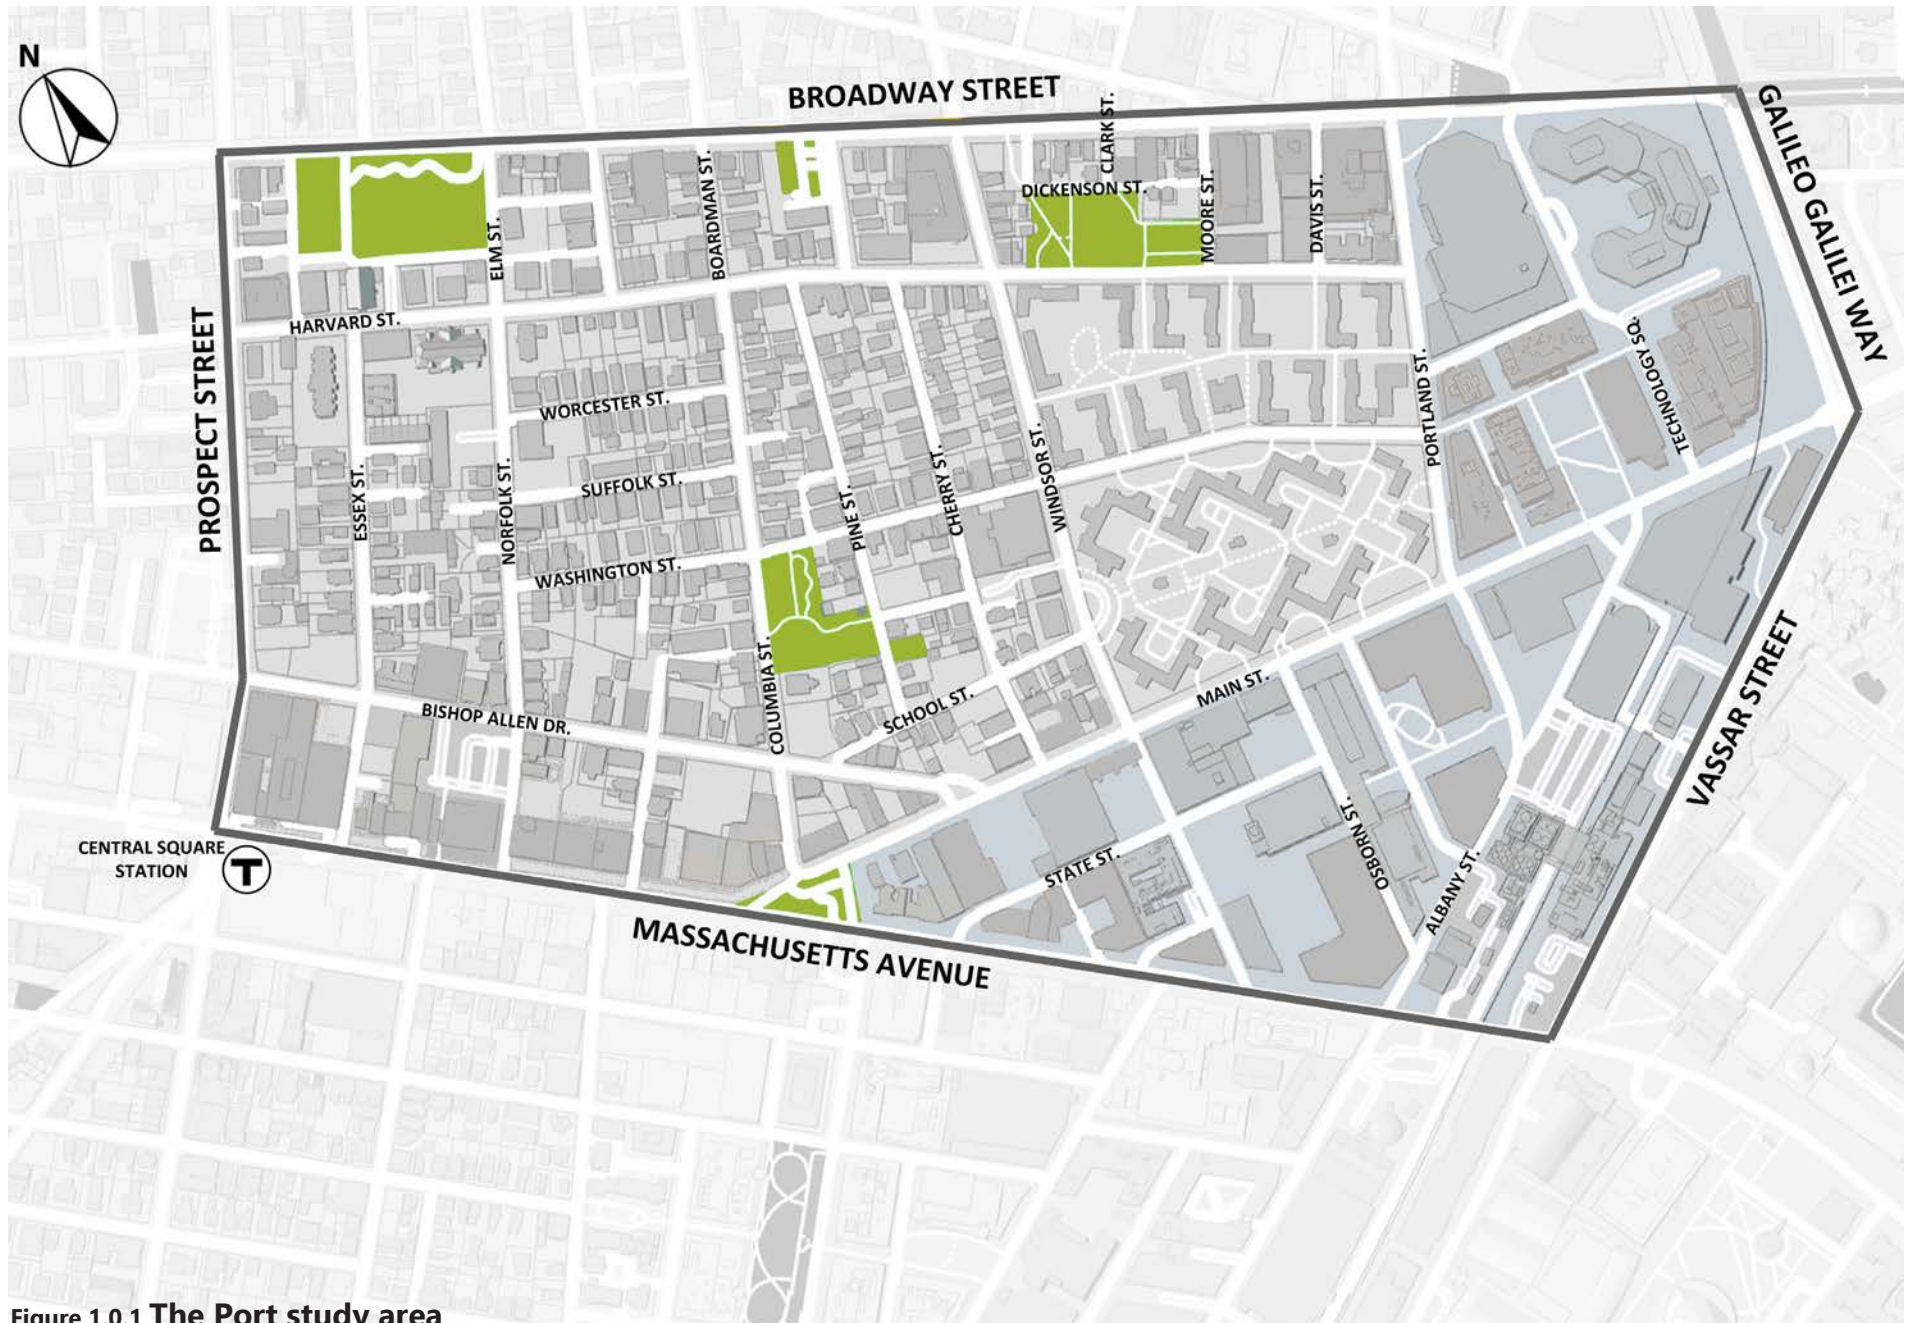 N
BROADWAY STREET
GALILEO GALILEI WAY
CLARK ST.
DICKENSON ST.
BOARDMAN ST.
MOORE ST.
DAVIS ST.
ELM ST.
HARVARD ST.
PROSPECT STREET
TECHNOLOGY SQ.
PORTLAND ST.
WORCESTER ST.
WINDSOR ST.
CHERRY ST.
ESSEX ST.
NORFOLK ST.
SUFFOLK ST.
PINE ST.
WASHINGTON ST.
COLUMBIA ST.
VASSAR STREET
MAIN ST.
SCHOOL ST.
BISHOP ALLEN DR.
OSBORN ST.
CENTRAL SQUARE
STATION
T
STATE ST.
ALBANY ST.
MASSACHUSETTS AVENUE
Figure 1.0.1 The Port study area